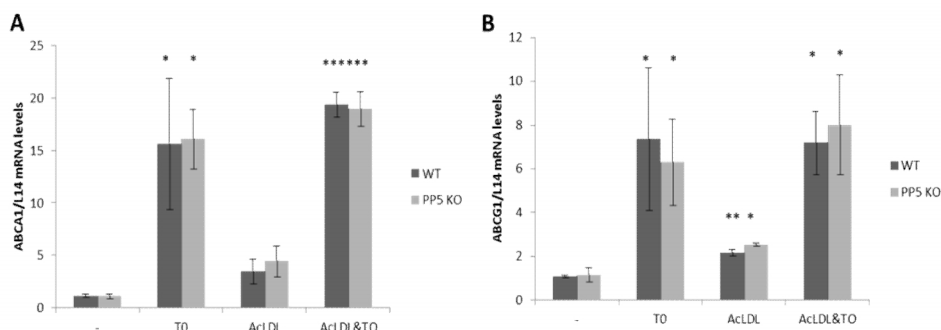 A
ABCA1/L14 mRNA levels
25
20
15
10
5
0
* *
******
- T0 AcLDL AcLDL&TO
WT
PP5 KO
B
ABCG1/L14 mRNA levels
12
10
8
6
4
2
0
* *
** *
* *
- T0 AcLDL AcLDL&TO
WT
PP5 KO